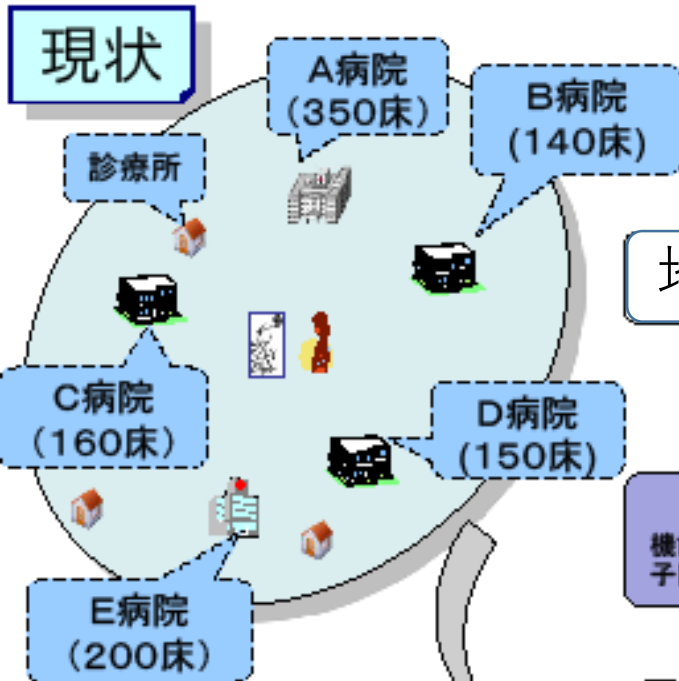 現状
A病院
（350床）
B病院
(140床)
診療所
C病院
（160床）
D病院
(150床)
E病院
（200床）